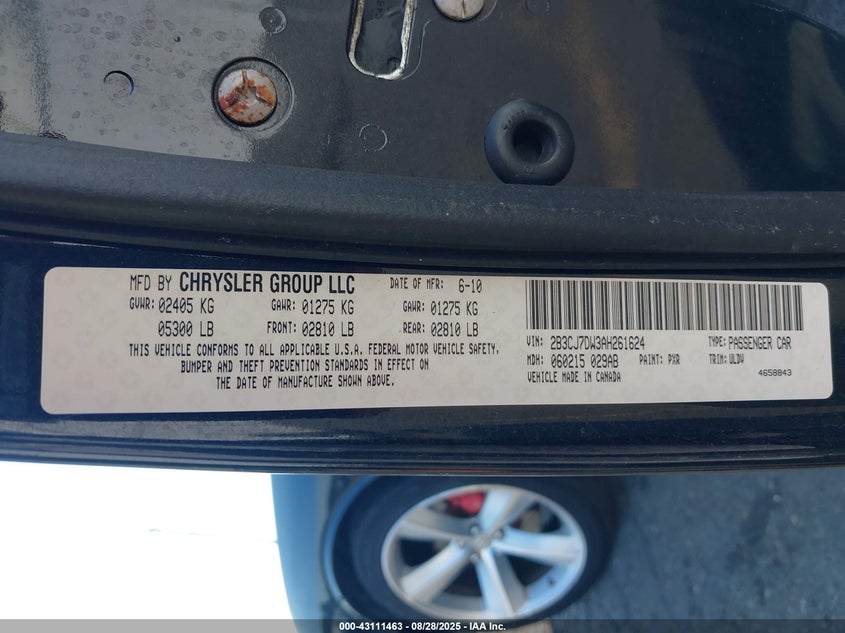 MFD BY CHRYSLER GROUP LLC DATE OF MFR: 6-10
GVWR: 02405 KG GAWR: 01275 KG GAWR: 01275 KG
05300 LB FRONT: 02810 LB REAR: 02810 LB
THIS VEHICLE CONFORMS TO ALL APPLICABLE U.S.A. FEDERAL MOTOR VEHICLE SAFETY,
BUMPER AND THEFT PREVENTION STANDARDS IN EFFECT ON
THE DATE OF MANUFACTURE SHOWN ABOVE.
VIN: 2B3CJ7DW3AH261624 TYPE: PASSENGER CAR
MDH: 060215 029AB PAINT: PXR TRIM: ULDV
VEHICLE MADE IN CANADA 4658843
000-43111463 - 08/28/2025 - IAA Inc.